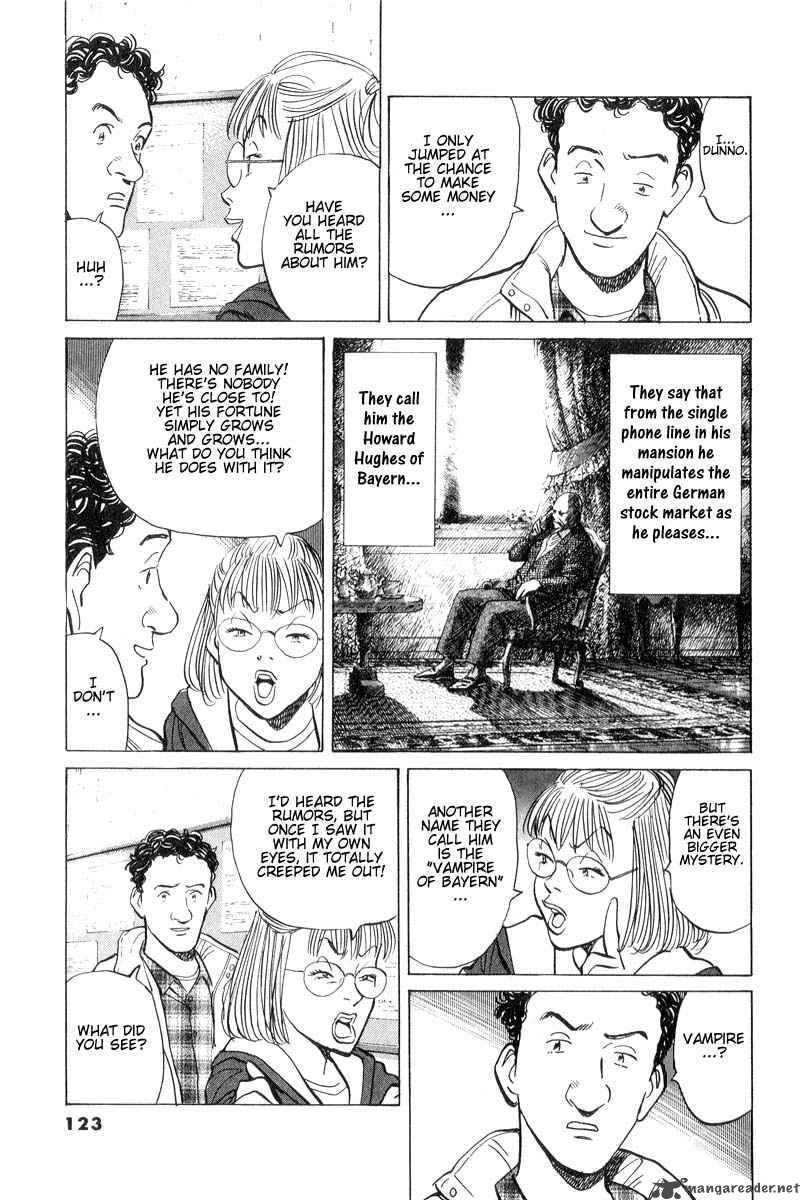 I...
DUNNO.
I ONLY
JUMPED AT
THE CHANCE
TO MAKE
SOME MONEY
...
HAVE
YOU HEARD
ALL THE
RUMORS
ABOUT HIM?
HUH
...?
They say that
from the single
phone line in his
mansion he
manipulates the
entire German
stock market as
he pleases...
They call
him the
Howard
Hughes of
Bayern...
HE HAS NO FAMILY!
THERE'S NOBODY
HE'S CLOSE TO!
YET HIS FORTUNE
SIMPLY GROWS
AND GROWS...
WHAT DO YOU THINK
HE DOES WITH IT?
I
DON'T
...
BUT
THERE'S
AN EVEN
BIGGER
MYSTERY.
ANOTHER
NAME THEY
CALL HIM
IS THE
"VAMPIRE
OF BAYERN"
...
VAMPIRE
...?
I'D HEARD THE
RUMORS, BUT
ONCE I SAW IT
WITH MY OWN
EYES, IT TOTALLY
CREEPED ME OUT!
WHAT DID
YOU SEE?
123
mangareader.net